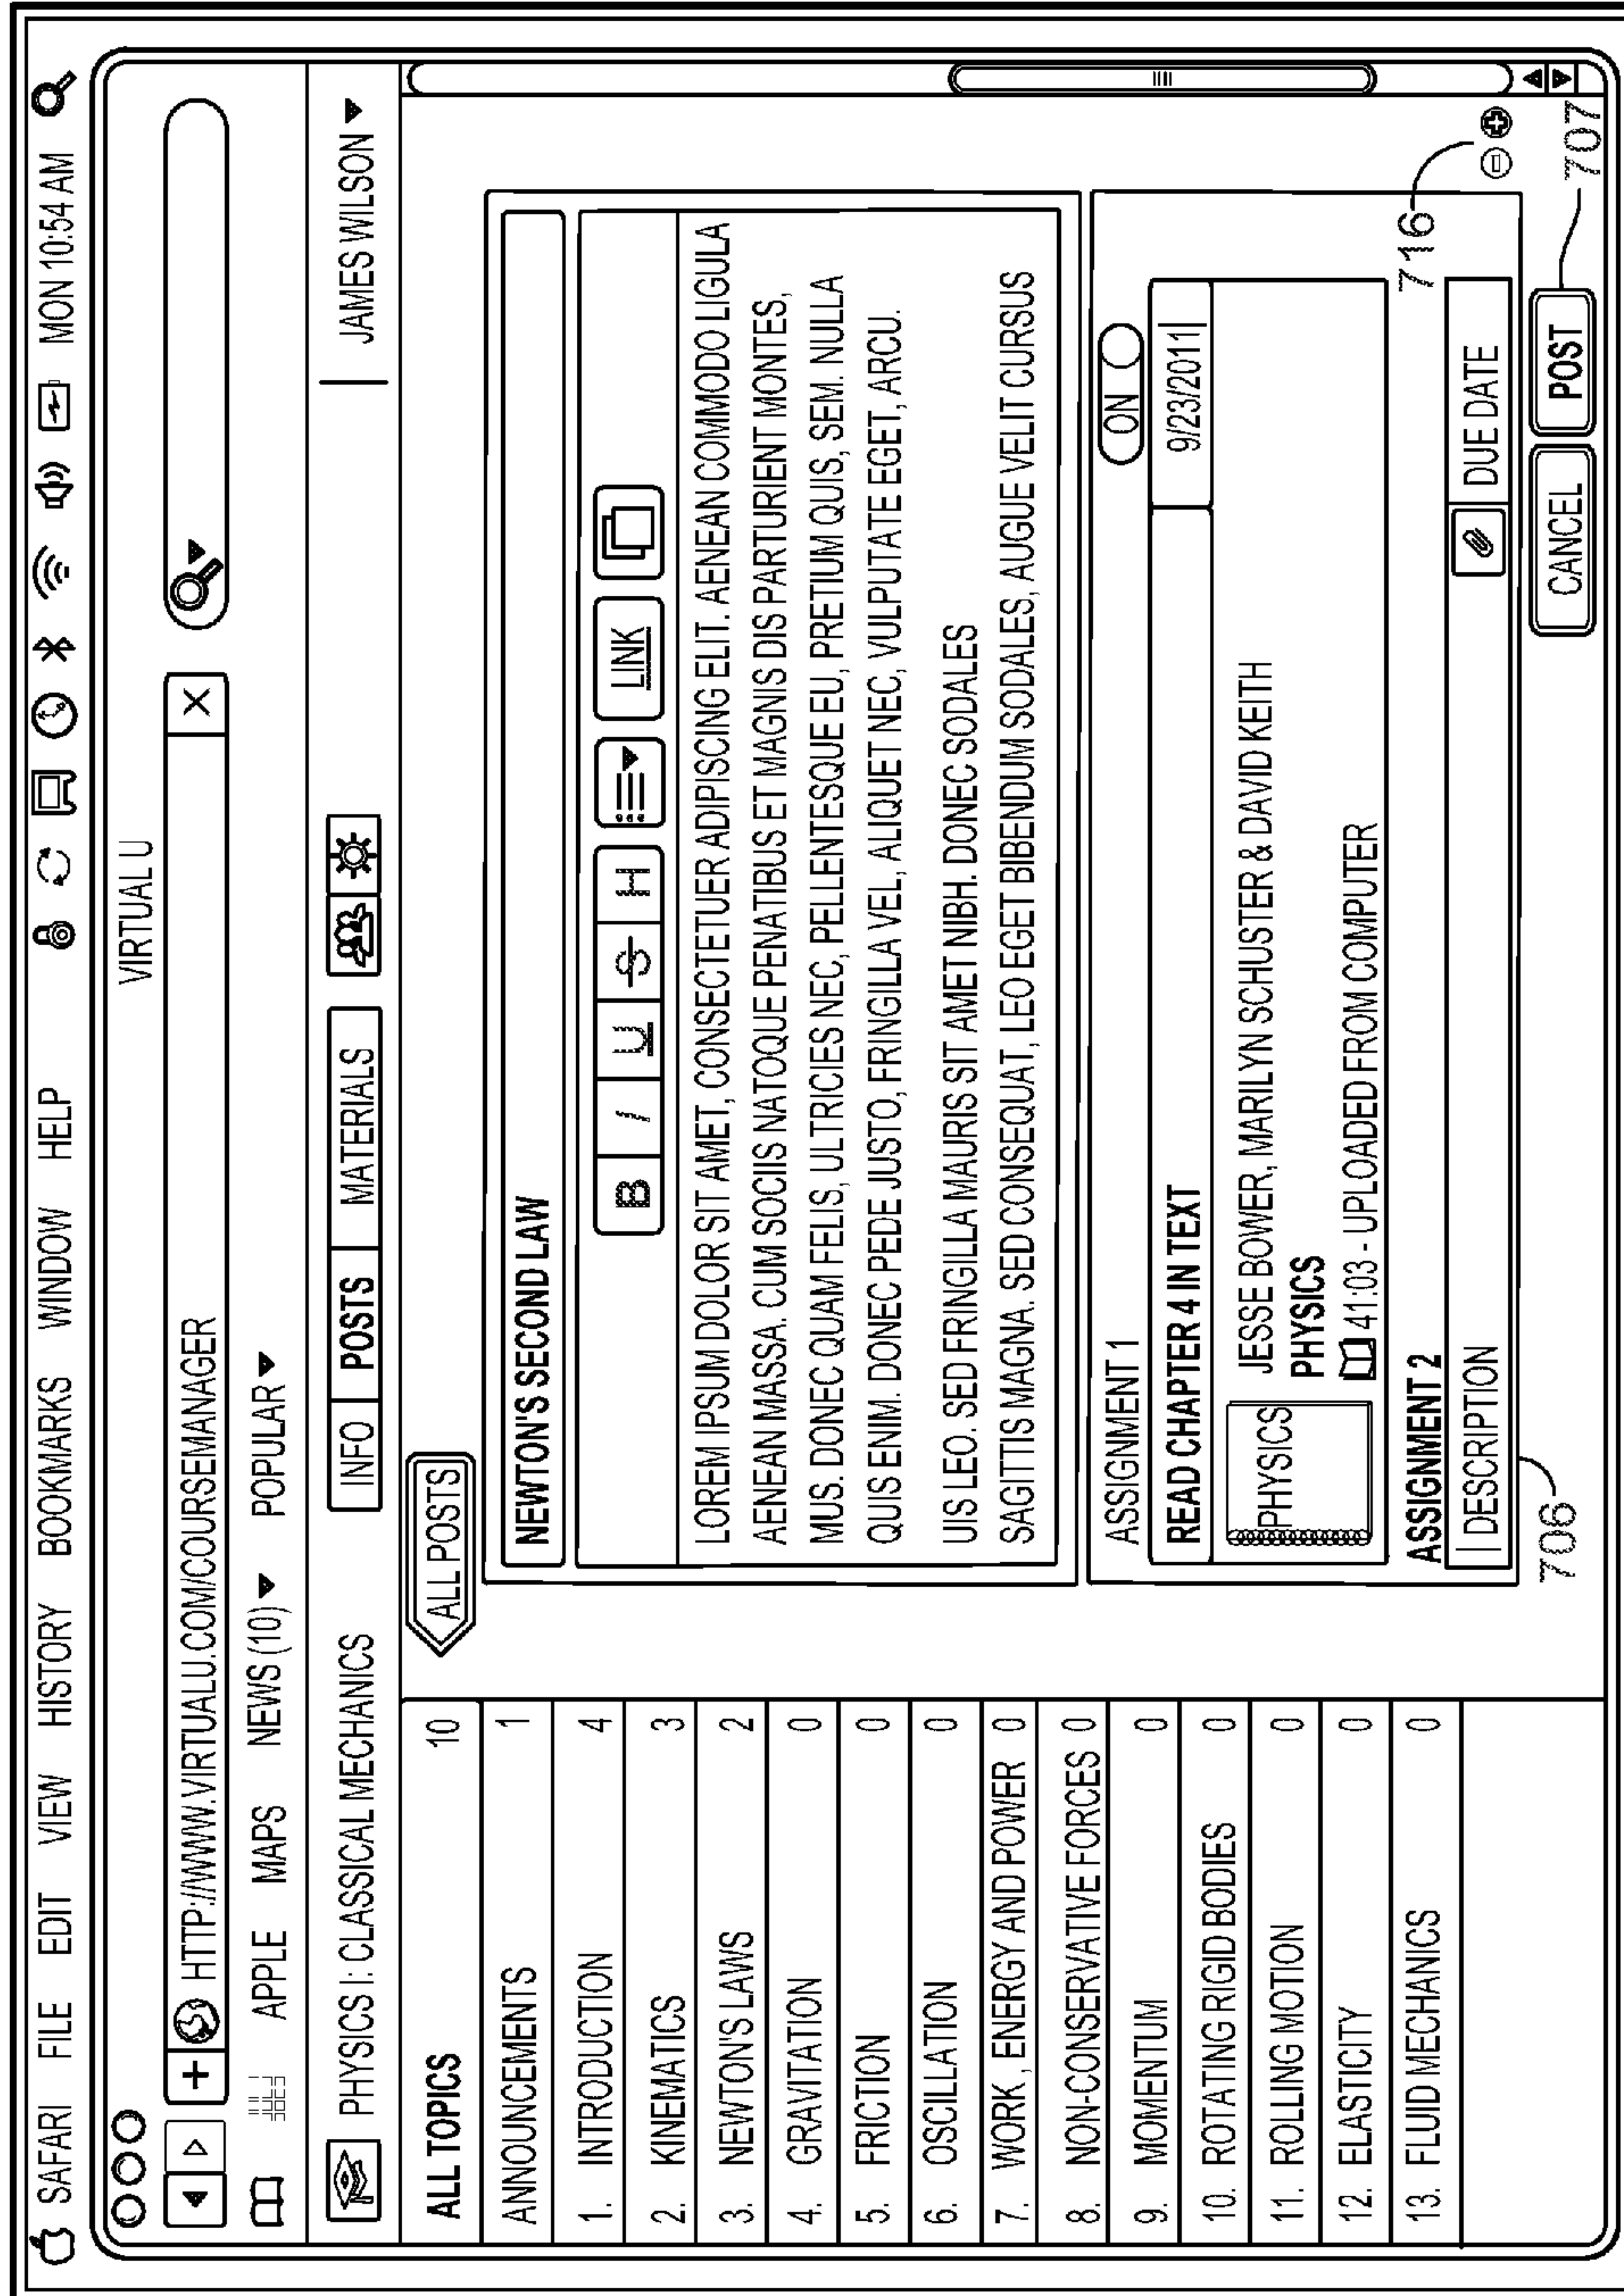 SAFARI FILE EDIT VIEW HISTORY BOOKMARKS WINDOW HELP MON 10:54 AM
VIRTUAL U
+ HTTP://WWW.VIRTUALU.COM/COURSEMANAGER X
APPLE MAPS NEWS (10) POPULAR
PHYSICS I: CLASSICAL MECHANICS INFO POSTS MATERIALS JAMES WILSON
ALL TOPICS 10
ANNOUNCEMENTS 1
1. INTRODUCTION 4
2. KINEMATICS 3
3. NEWTON'S LAWS 2
4. GRAVITATION 0
5. FRICTION 0
6. OSCILLATION 0
7. WORK, ENERGY AND POWER 0
8. NON-CONSERVATIVE FORCES 0
9. MOMENTUM 0
10. ROTATING RIGID BODIES 0
11. ROLLING MOTION 0
12. ELASTICITY 0
13. FLUID MECHANICS 0
ALL POSTS
NEWTON'S SECOND LAW
B I U S H LINK
LOREM IPSUM DOLOR SIT AMET, CONSECTETUER ADIPISCING ELIT. AENEAN COMMODO LIGULA
AENEAN MASSA. CUM SOCIIS NATOQUE PENATIBUS ET MAGNIS DIS PARTURIENT MONTES,
MUS. DONEC QUAM FELIS, ULTRICIES NEC, PELLENTESQUE EU, PRETIUM QUIS, SEM. NULLA
QUIS ENIM. DONEC PEDE JUSTO, FRINGILLA VEL, ALIQUET NEC, VULPUTATE EGET, ARCU.
UIS LEO. SED FRINGILLA MAURIS SIT AMET NIBH. DONEC SODALES
SAGITTIS MAGNA. SED CONSEQUAT, LEO EGET BIBENDUM SODALES, AUGUE VELIT CURSUS
ASSIGNMENT 1 ON
READ CHAPTER 4 IN TEXT 9/23/2011
PHYSICS
JESSE BOWER, MARILYN SCHUSTER & DAVID KEITH
PHYSICS
41:03 - UPLOADED FROM COMPUTER
716
ASSIGNMENT 2
DESCRIPTION DUE DATE
706
CANCEL POST
707